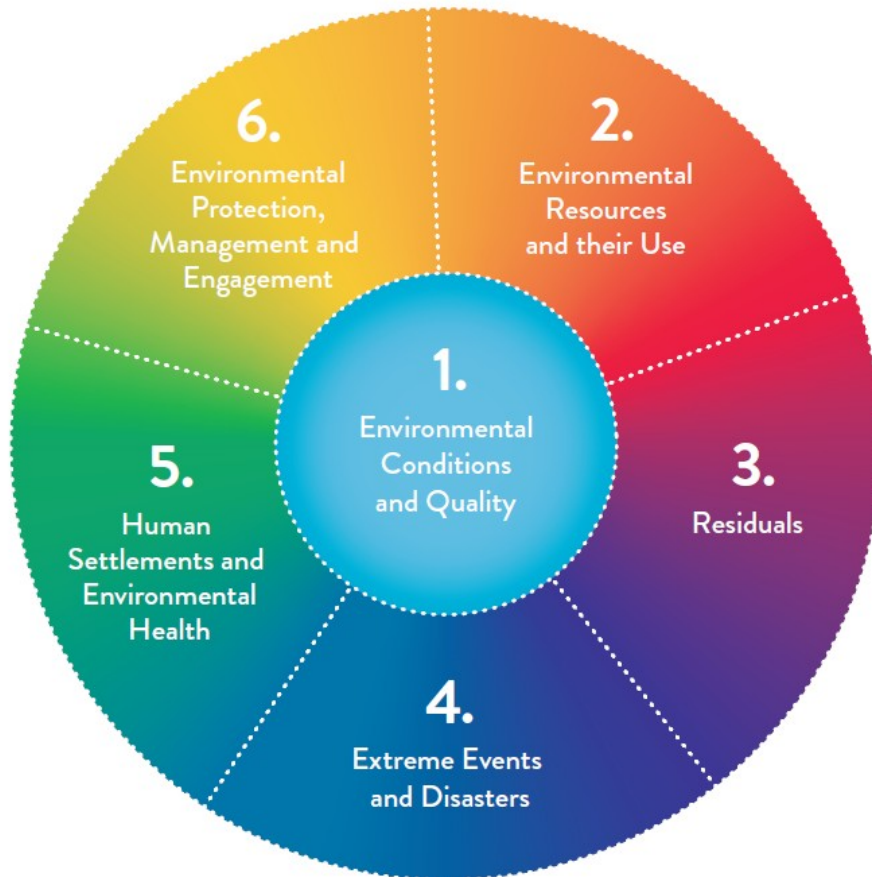 1.
Environmental
Conditions
and Quality
2.
Environmental
Resources
and their Use
3.
Residuals
4.
Extreme Events
and Disasters
5.
Human
Settlements and
Environmental
Health
6.
Environmental
Protection,
Management and
Engagement